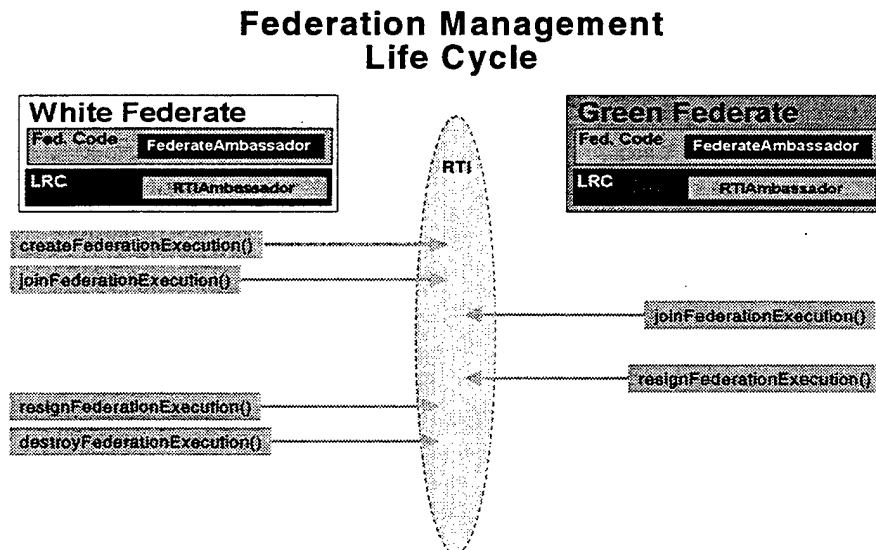 Federation Management
Life Cycle
White Federate
Fed. Code
FederateAmbassador
LRC
RTIAmbassador
RTI
Green Federate
Fed. Code
FederateAmbassador
LRC
RTIAmbassador
createFederationExecution()
joinFederationExecution()
joinFederationExecution()
resignFederationExecution()
resignFederationExecution()
destroyFederationExecution()